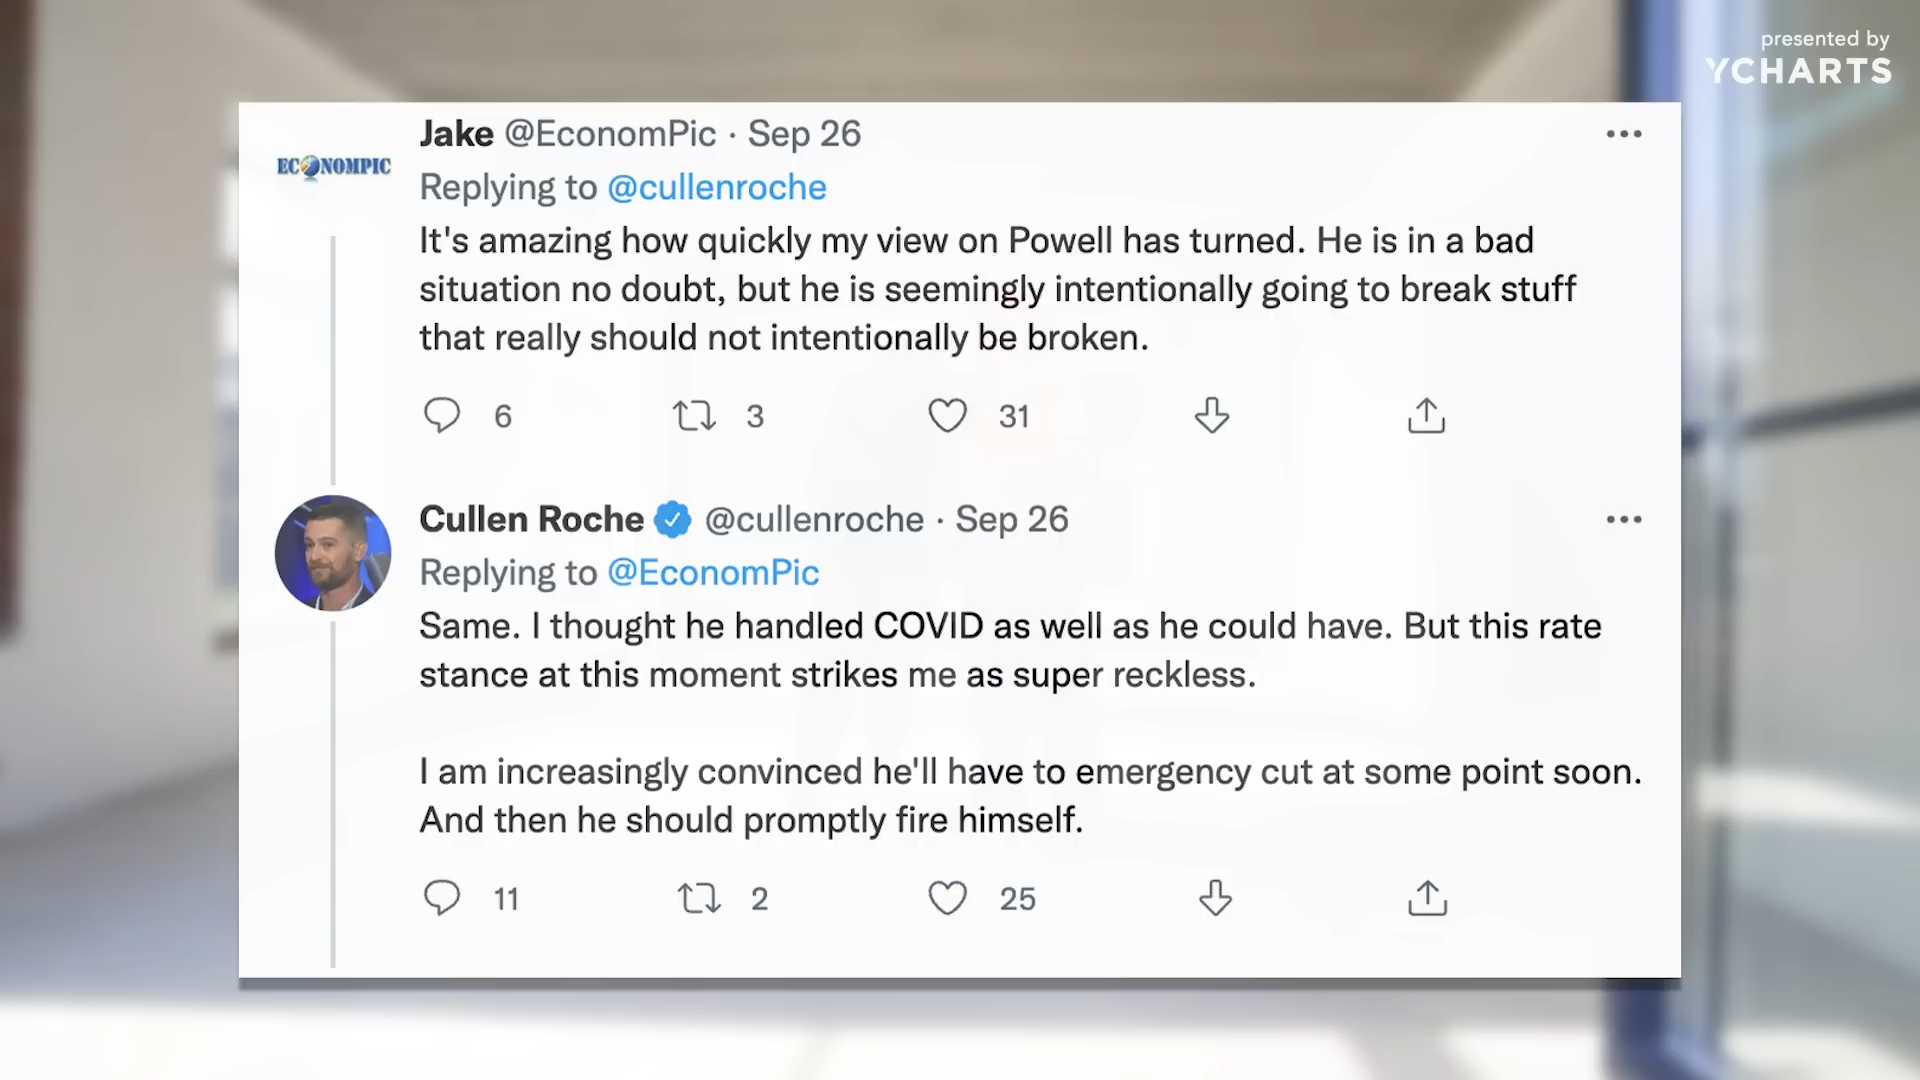 presented by
YCHARTS
Jake @EconomPic · Sep 26
ECONOMPIC
Replying to @cullenroche
It's amazing how quickly my view on Powell has turned. He is in a bad
situation no doubt, but he is seemingly intentionally going to break stuff
that really should not intentionally be broken.
6 3 31
Cullen Roche @cullenroche · Sep 26
Replying to @EconomPic
Same. I thought he handled COVID as well as he could have. But this rate
stance at this moment strikes me as super reckless.
I am increasingly convinced he'll have to emergency cut at some point soon.
And then he should promptly fire himself.
11 2 25